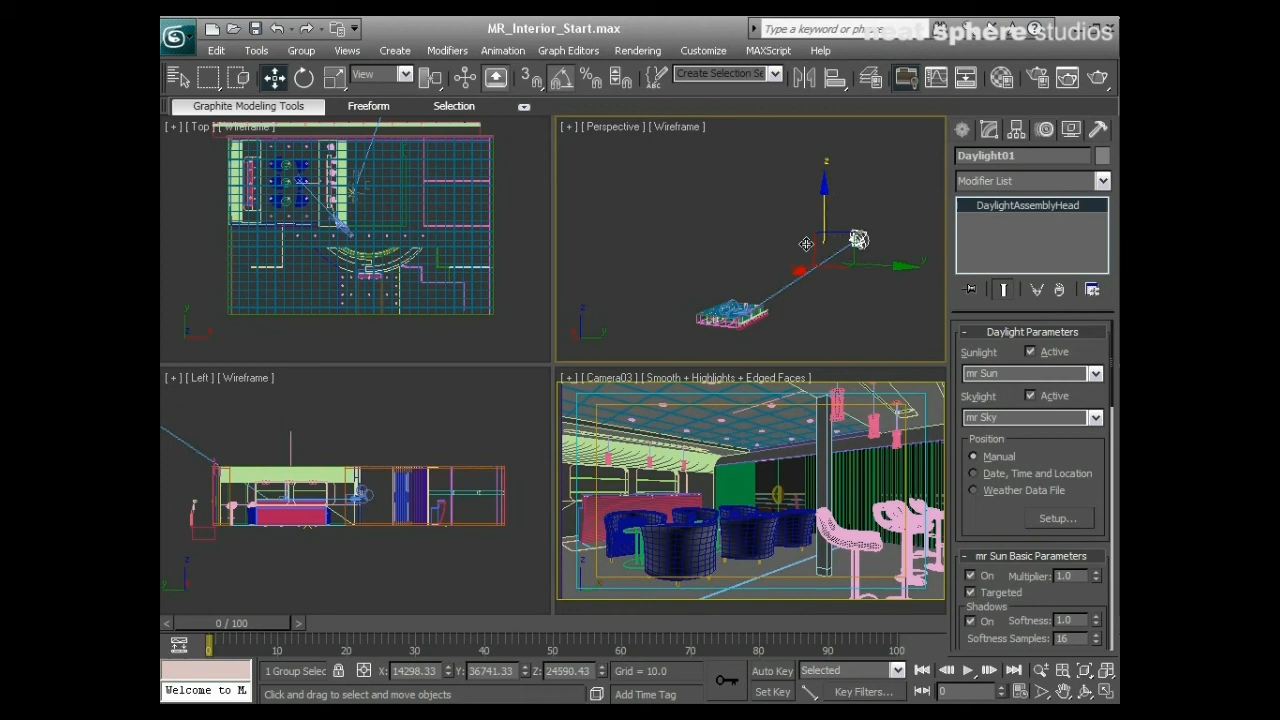 MR_Interior_Start.max
Type a keyword or phrase
neat sphere studios
Edit Tools Group Views Create Modifiers Animation Graph Editors Rendering Customize MAXScript Help
View
3
%
ABC
Create Selection Se
Graphite Modeling Tools Freeform Selection
[ + ] [ Top ] [ Wireframe ]
[ + ] [ Perspective ] [ Wireframe ]
z
y
Daylight01
Modifier List
DaylightAssemblyHead
[ + ] [ Left ] [ Wireframe ]
[ + ] [ Camera03 ] [ Smooth + Highlights + Edged Faces ]
- Daylight Parameters
Sunlight Active
mr Sun
Skylight Active
mr Sky
Position
Manual
Date, Time and Location
Weather Data File
Setup...
- mr Sun Basic Parameters
On Multiplier: 1.0
Targeted
Shadows
On Softness: 1.0
Softness Samples: 16
< 0 / 100 >
0 10 20 30 40 50 60 70 80 90 100
1 Group Selec X: 14298.33 Y: 36741.33 Z: 24590.43 Grid = 10.0 Auto Key Selected
Welcome to M Click and drag to select and move objects Add Time Tag Set Key Key Filters... 0